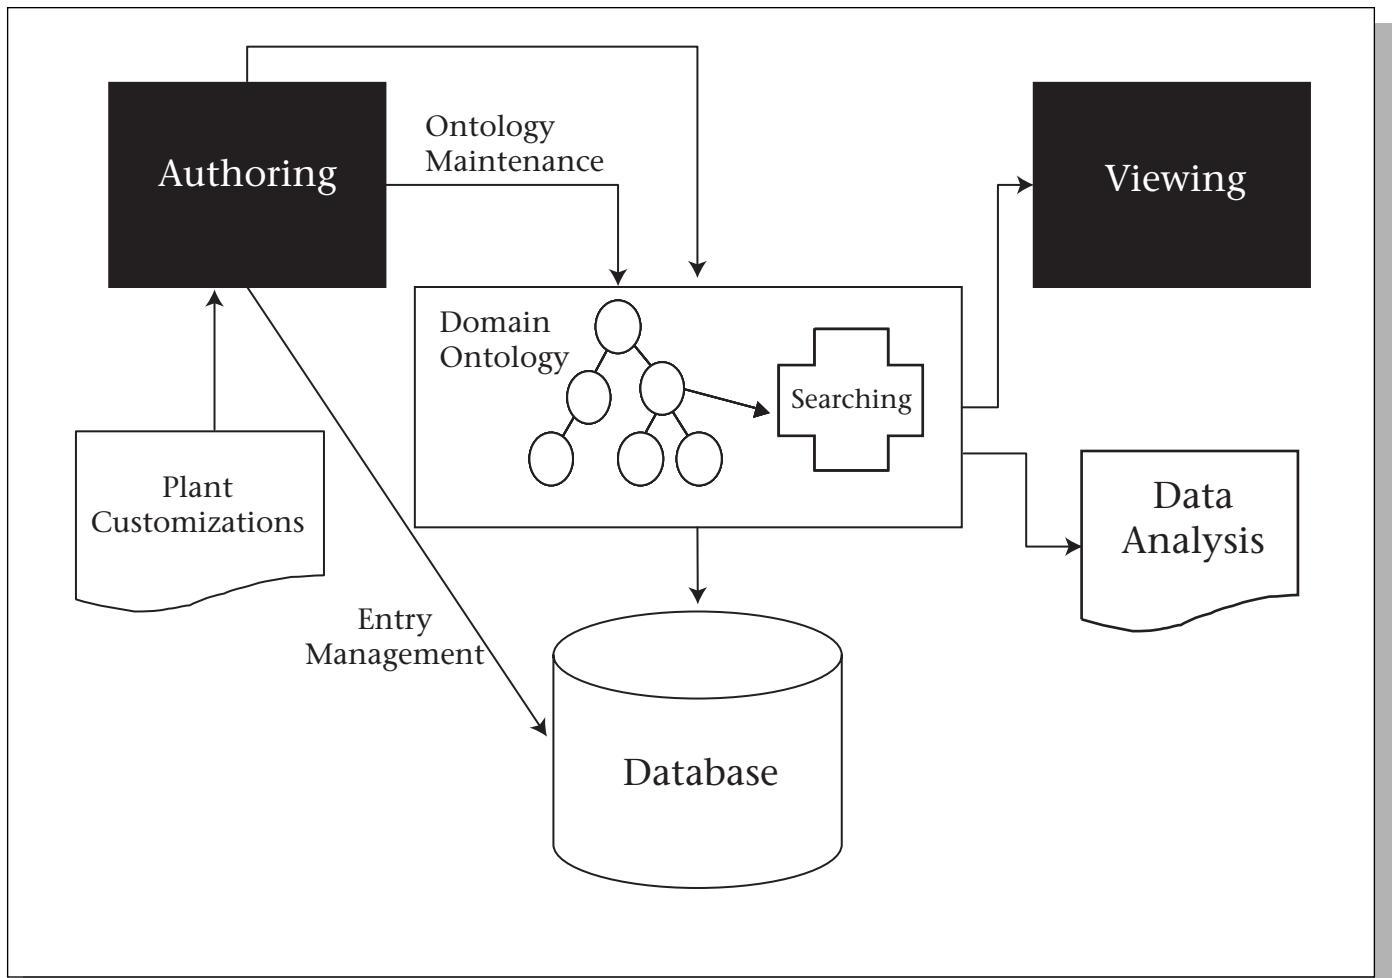 Authoring
Ontology
Maintenance
Viewing
Domain
Ontology
Searching
Plant
Customizations
Data
Analysis
Entry
Management
Database